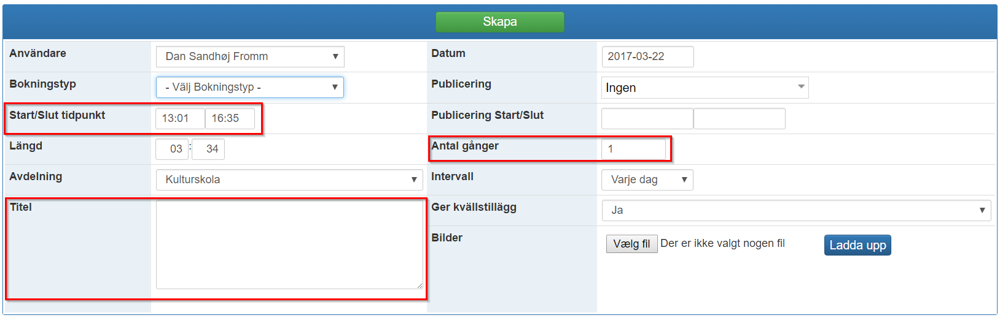 Skapa
Användare Dan Sandhøj Fromm Datum 2017-03-22
Bokningstyp - Välj Bokningstyp - Publicering Ingen
Start/Slut tidpunkt 13:01 16:35 Publicering Start/Slut
Längd 03 : 34 Antal gånger 1
Avdelning Kulturskola Intervall Varje dag
Titel Ger kvällstillägg Ja
Bilder Vælg fil Der er ikke valgt nogen fil Ladda upp